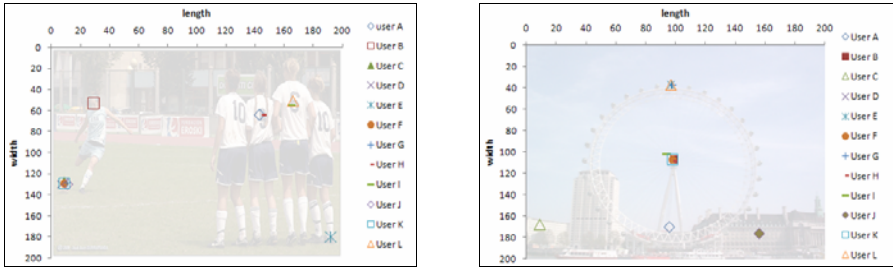 length
0 20 40 60 80 100 120 140 160 180 200
0
20
40
60
80
100
120
140
160
180
200
width
10
10
User A
User B
User C
User D
User E
User F
User G
User H
User I
User J
User K
User L
length
0 20 40 60 80 100 120 140 160 180 200
0
20
40
60
80
100
120
140
160
180
200
width
User A
User B
User C
User D
User E
User F
User G
User H
User I
User J
User K
User L